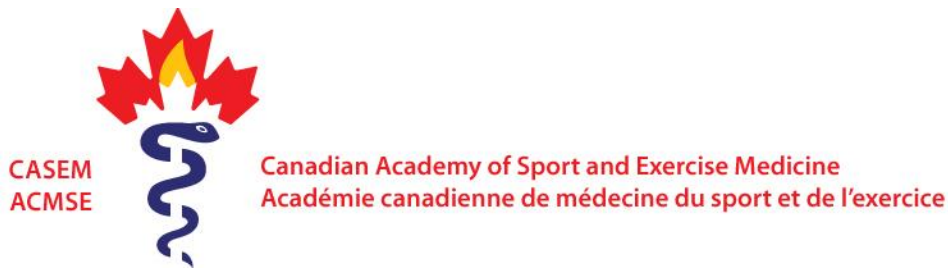 CASEM
ACMSE
Canadian Academy of Sport and Exercise Medicine
Académie canadienne de médecine du sport et de l'exercice